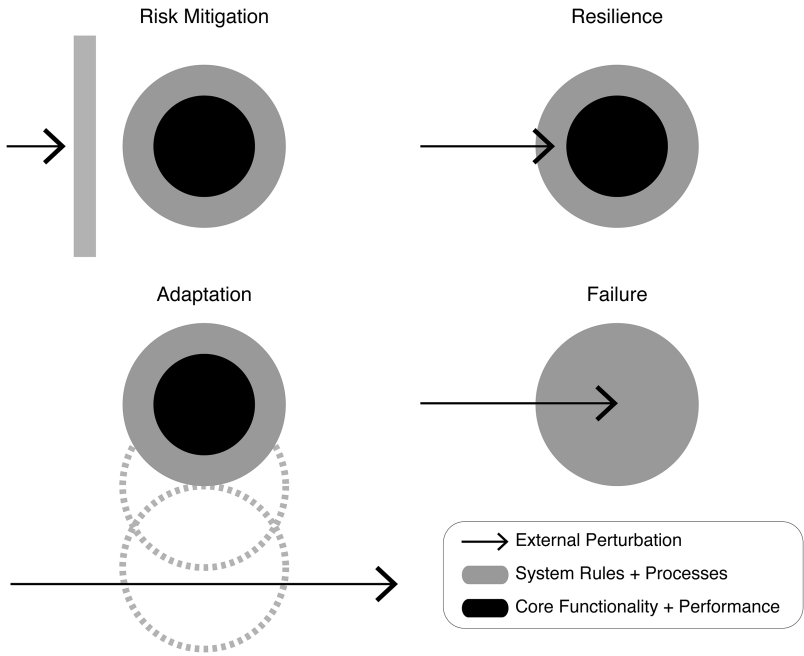 Risk Mitigation
Resilience
Adaptation
Failure
External Perturbation
System Rules + Processes
Core Functionality + Performance